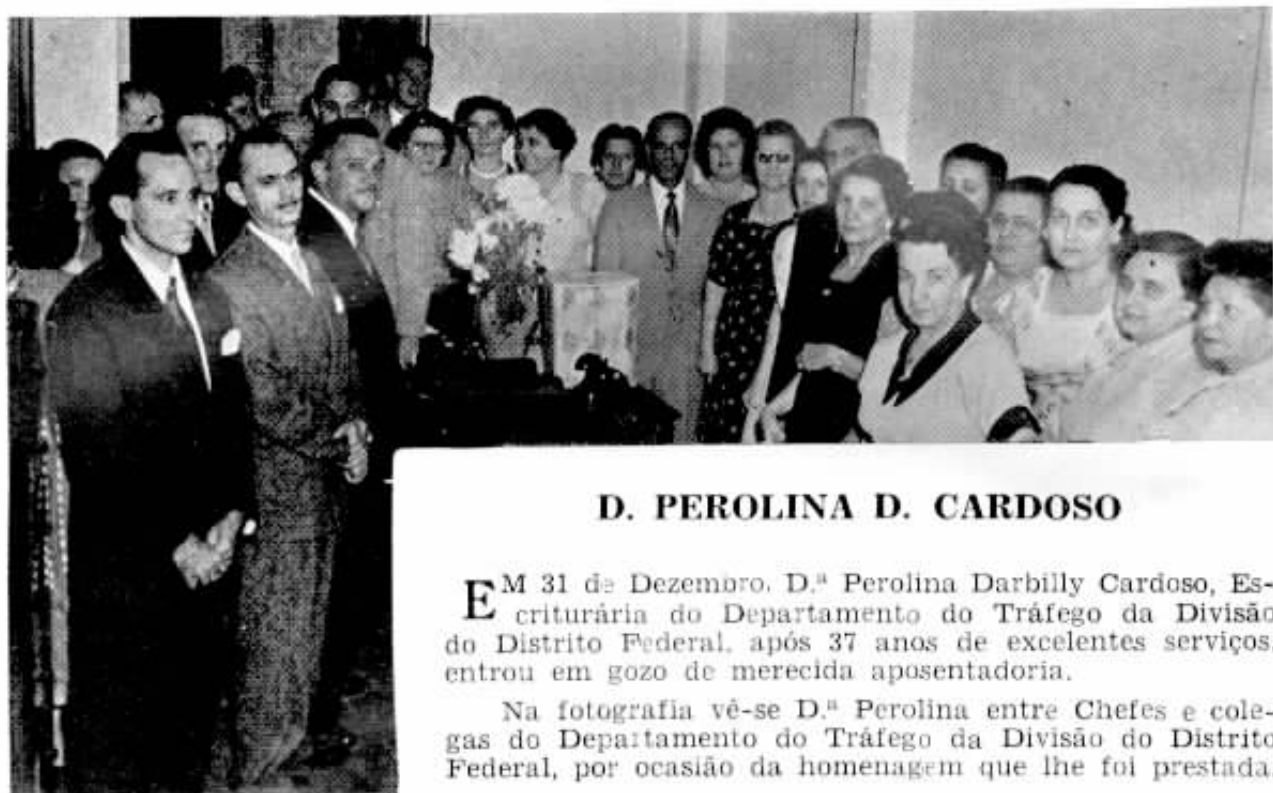 D. PEROLINA D. CARDOSO
EM 31 de Dezembro, D.ª Perolina Darbilly Cardoso, Es-
criturária do Departamento do Tráfego da Divisão
do Distrito Federal, após 37 anos de excelentes serviços,
entrou em gozo de merecida aposentadoria.
Na fotografia vê-se D.ª Perolina entre Chefes e cole-
gas do Departamento do Tráfego da Divisão do Distrito
Federal, por ocasião da homenagem que lhe foi prestada.